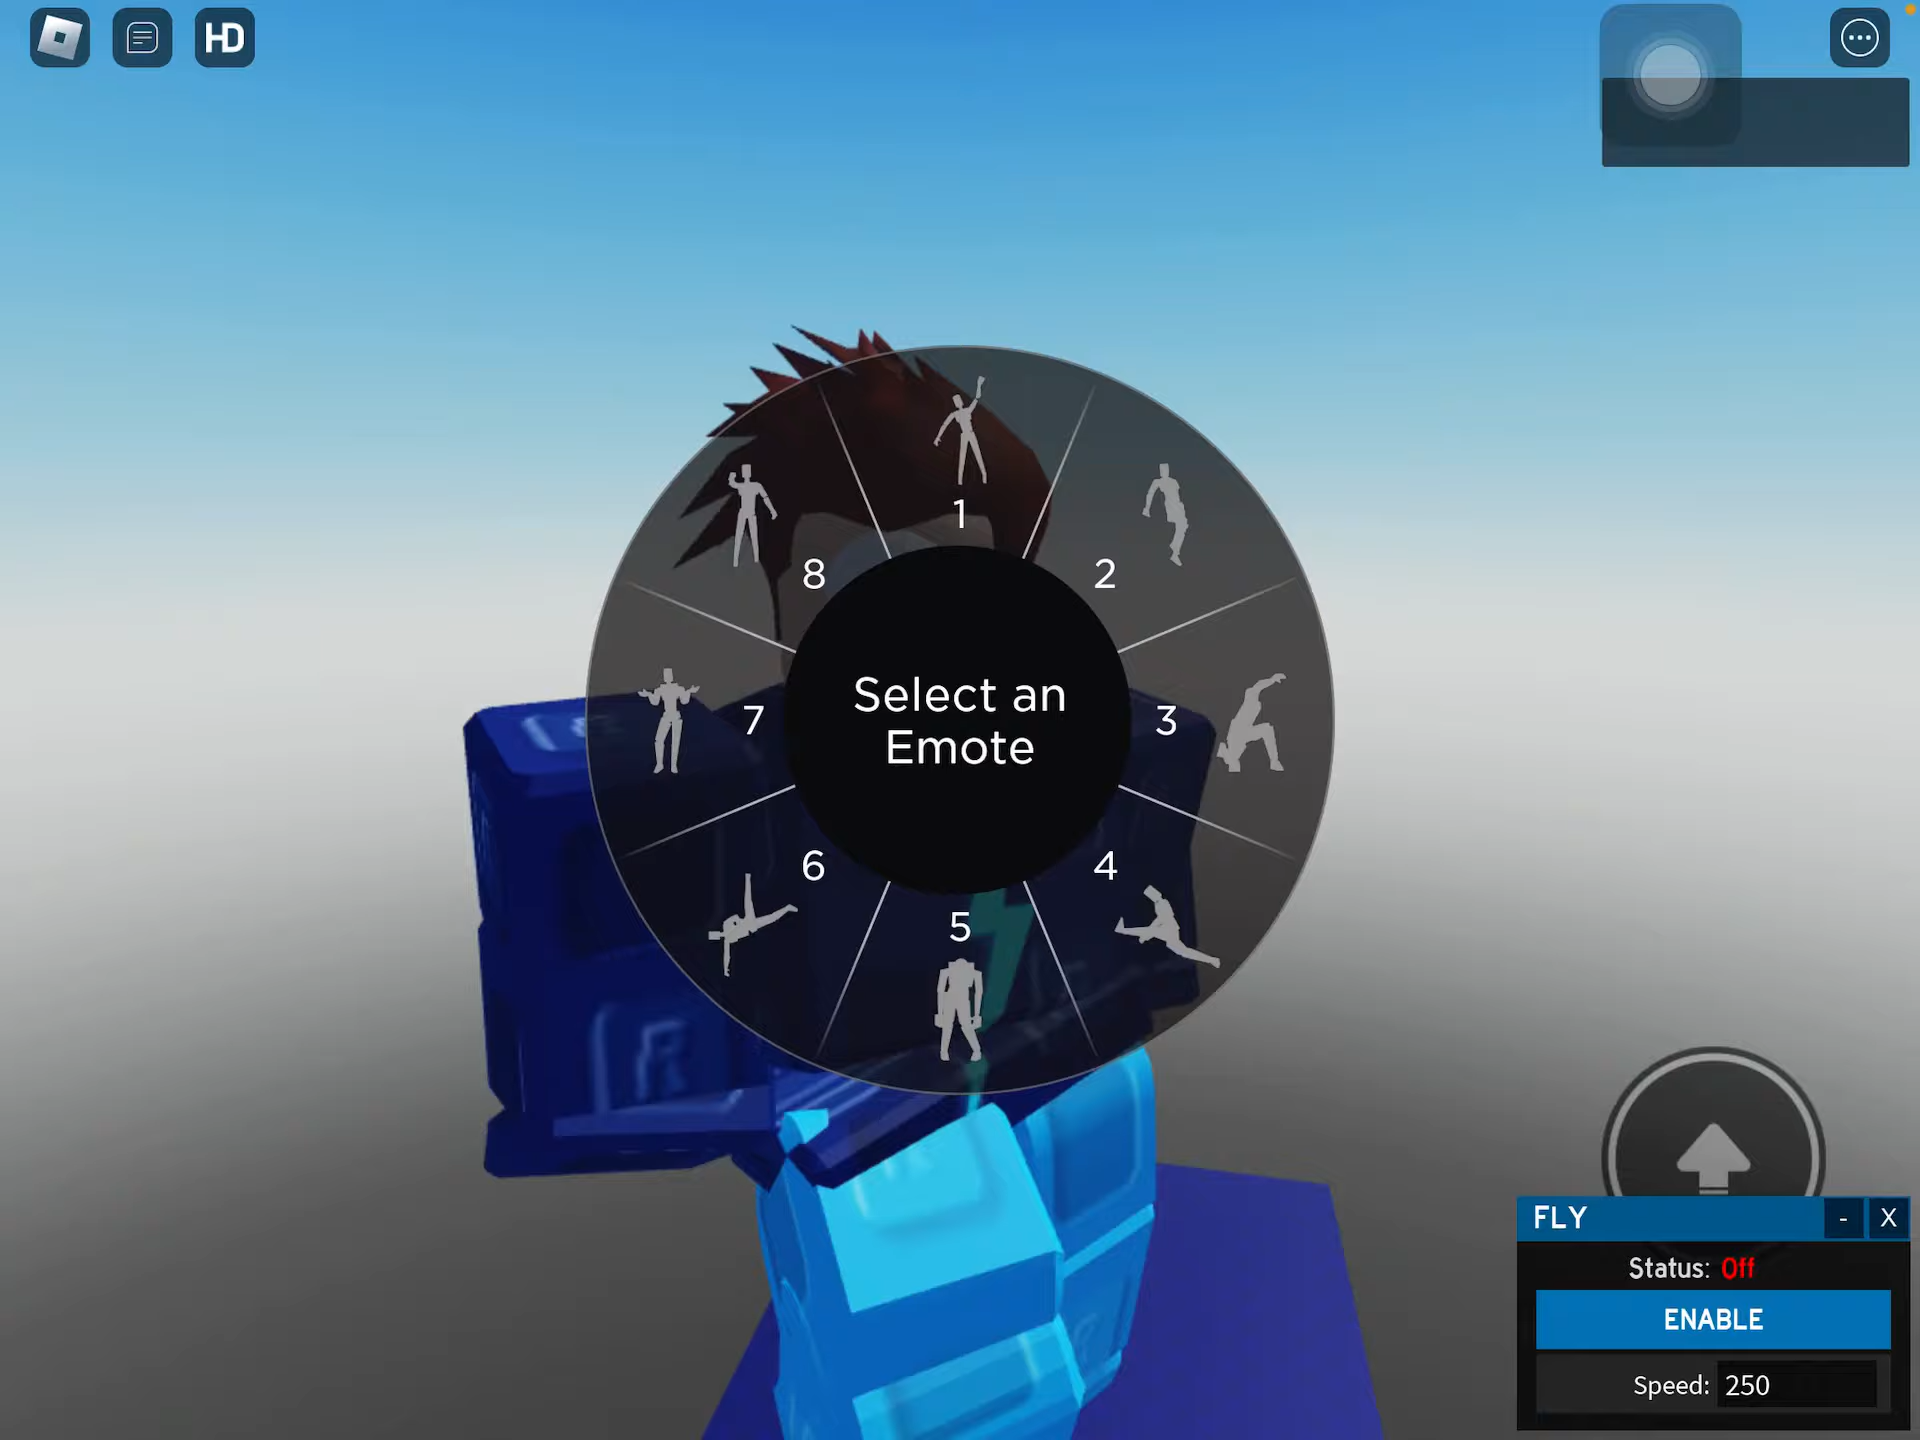 HD
1
2
3
4
5
6
7
8
Select an
Emote
R
FLY
-
X
Status: Off
ENABLE
Speed: 250